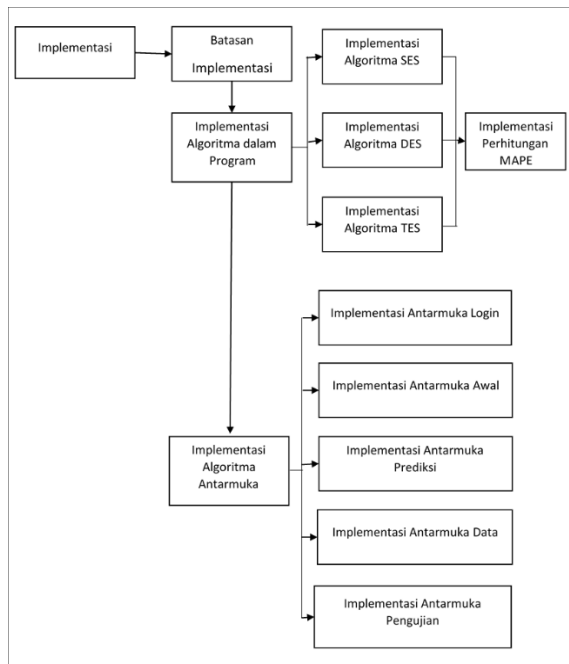 Implementasi
Batasan
Implementasi
Implementasi
Algoritma dalam
Program
Implementasi
Algoritma SES
Implementasi
Algoritma DES
Implementasi
Algoritma TES
Implementasi
Perhitungan
MAPE
Implementasi
Algoritma
Antarmuka
Implementasi Antarmuka Login
Implementasi Antarmuka Awal
Implementasi Antarmuka
Prediksi
Implementasi Antarmuka Data
Implementasi Antarmuka
Pengujian